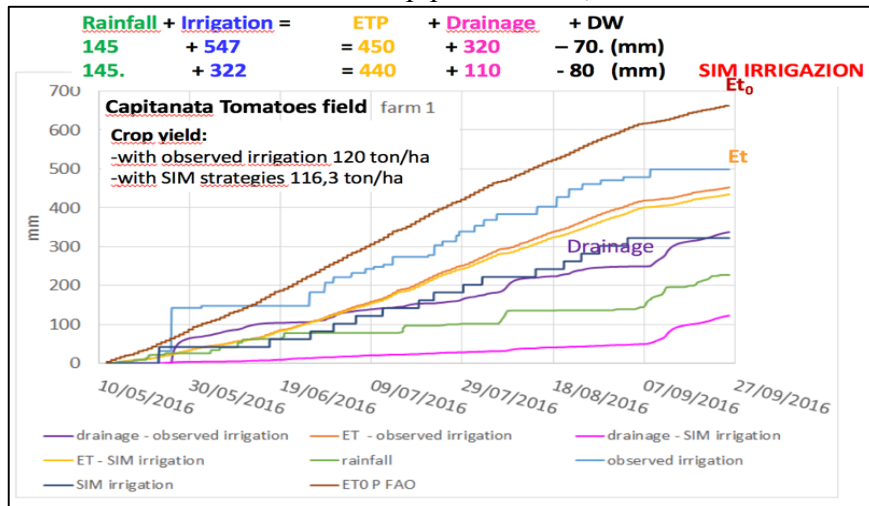 Rainfall + Irrigation = ETP + Drainage + DW
145 + 547 = 450 + 320 – 70. (mm)
145. + 322 = 440 + 110 - 80 (mm) SIM IRRIGAZION
700
Capitanata Tomatoes field farm 1
Et₀
Crop yield:
-with observed irrigation 120 ton/ha
-with SIM strategies 116,3 ton/ha
600
500
Et
400
300
Drainage
200
100
0
mm
10/05/2016 30/05/2016 19/06/2016 09/07/2016 29/07/2016 18/08/2016 07/09/2016 27/09/2016
drainage - observed irrigation ET - observed irrigation drainage - SIM irrigation
ET - SIM irrigation rainfall observed irrigation
SIM irrigation ET0 P FAO